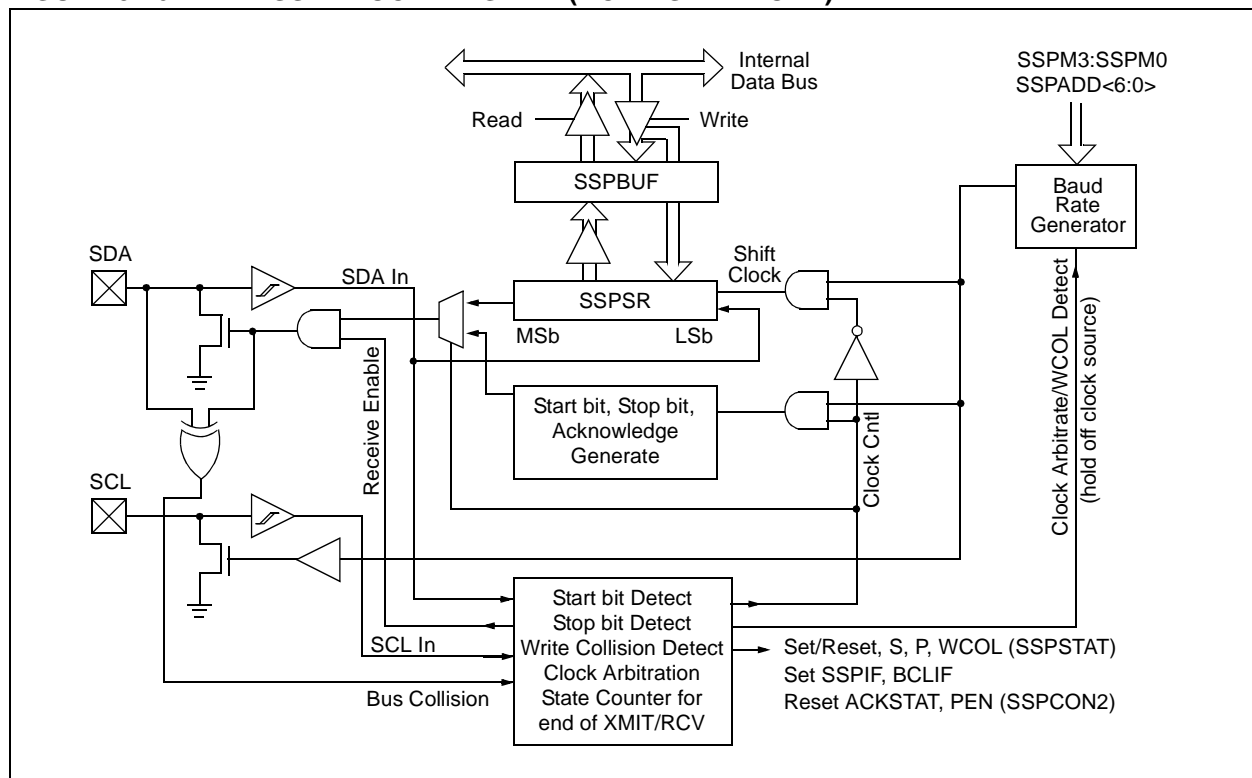 Internal
Data Bus
SSPM3:SSPM0
SSPADD<6:0>
Read
Write
SSPBUF
Baud
Rate
Generator
SDA
SDA In
Shift
Clock
SSPSR
MSb
LSb
Receive Enable
Start bit, Stop bit,
Acknowledge
Generate
Clock Cntl
Clock Arbitrate/WCOL Detect
(hold off clock source)
SCL
SCL In
Bus Collision
Start bit Detect
Stop bit Detect
Write Collision Detect
Clock Arbitration
State Counter for
end of XMIT/RCV
Set/Reset, S, P, WCOL (SSPSTAT)
Set SSPIF, BCLIF
Reset ACKSTAT, PEN (SSPCON2)